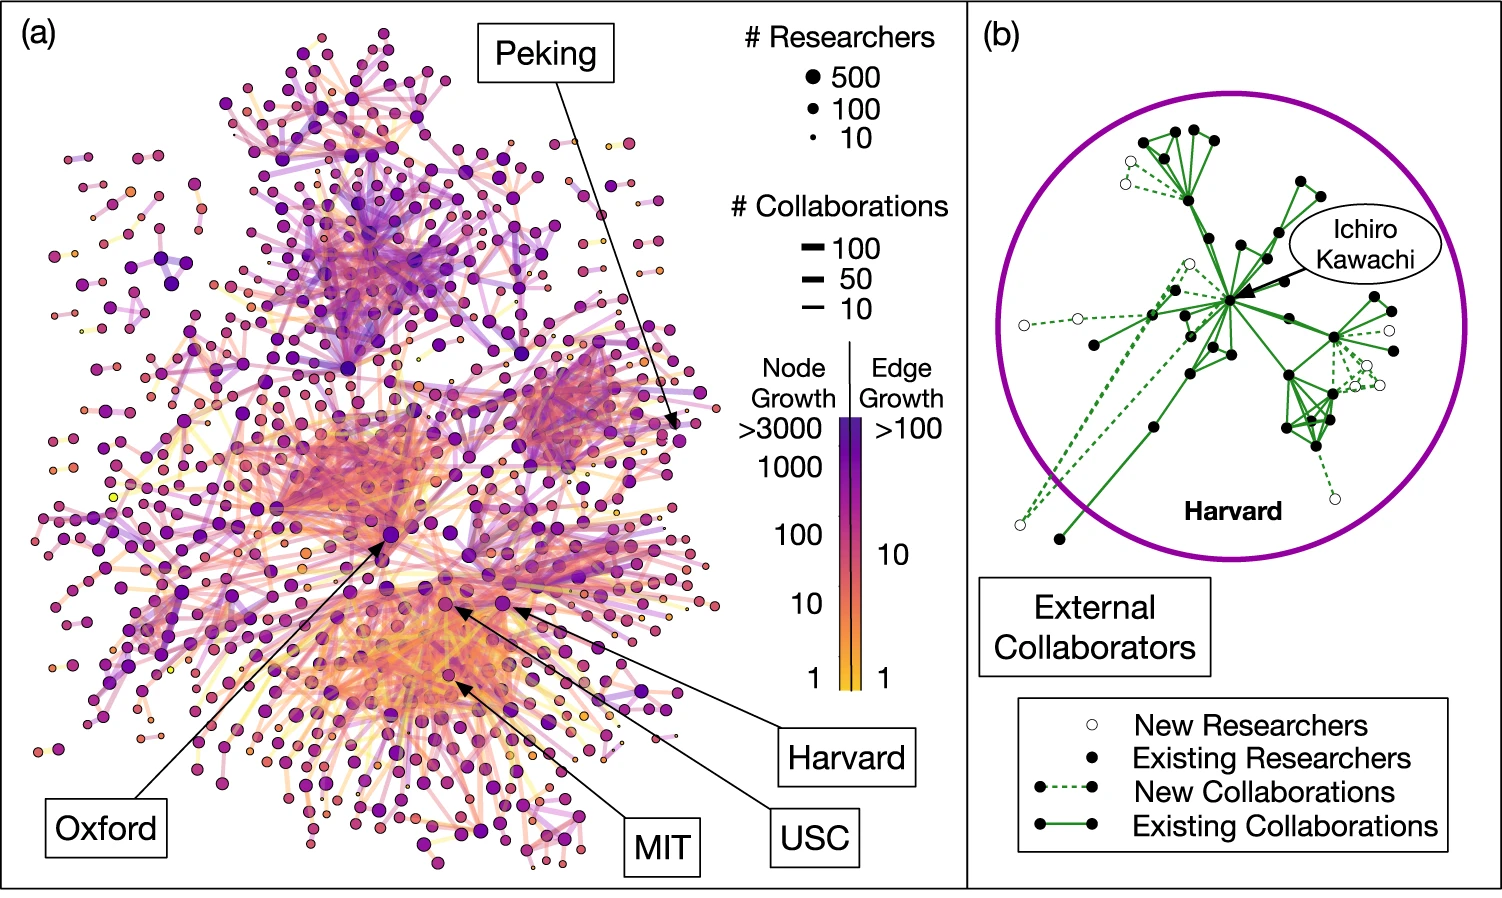 (a)
Peking
# Researchers
500
100
10
# Collaborations
100
50
10
Node
Growth
Edge
Growth
>3000
1000
100
10
1
>100
10
1
Oxford
MIT
USC
Harvard
(b)
Ichiro
Kawachi
Harvard
External
Collaborators
New Researchers
Existing Researchers
New Collaborations
Existing Collaborations